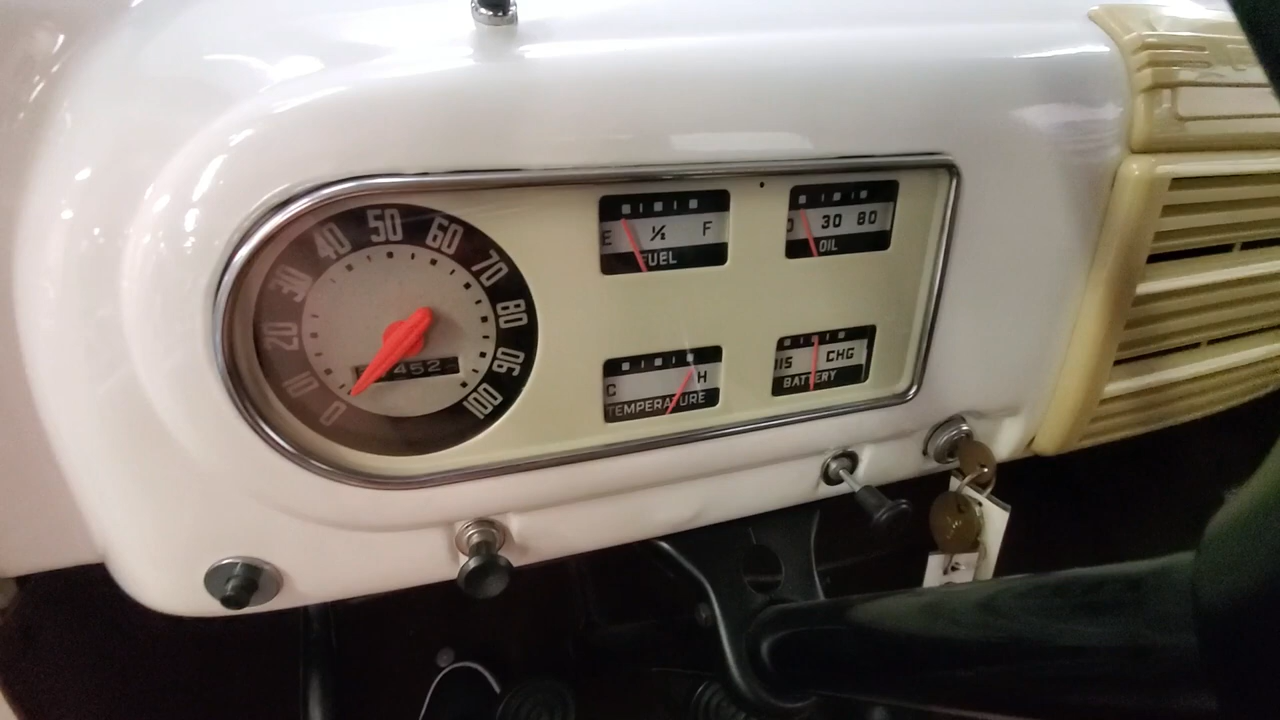 0 10 20 30 40 50 60 70 80 90 100
452
E 1/2 F
FUEL
0 30 80
OIL
C H
TEMPERATURE
DIS CHG
BATTERY